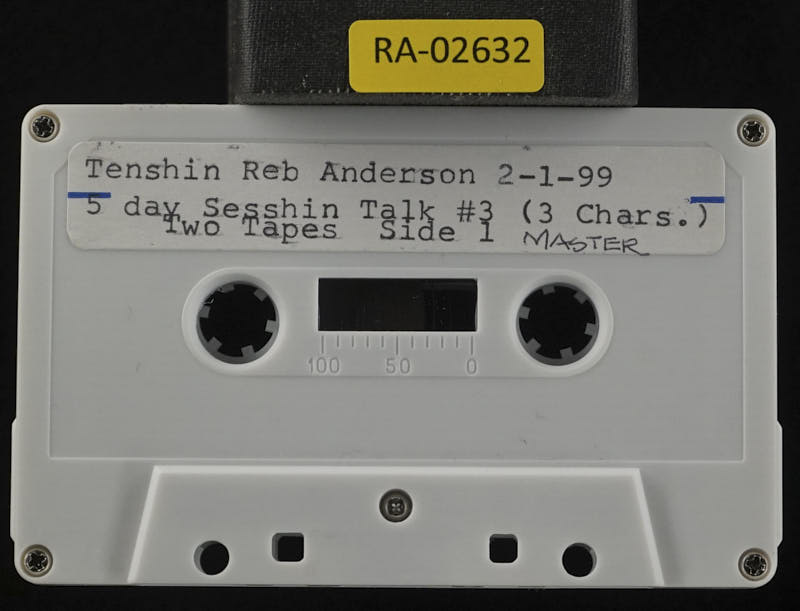 RA-02632
Tenshin Reb Anderson 2-1-99
5 day Sesshin Talk #3 (3 Chars.)
Two Tapes Side 1 MASTER
100 50 0